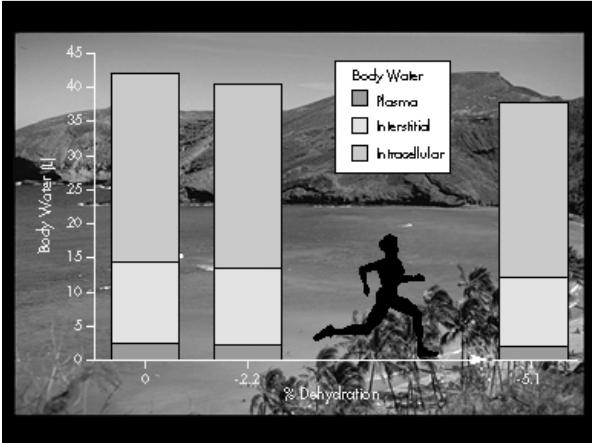 45
40
35
30
25
20
15
10
5
0
Body Water (L)
Body Water
Plasma
Interstitial
Intracellular
0
-2.2
-5.1
% Dehydration